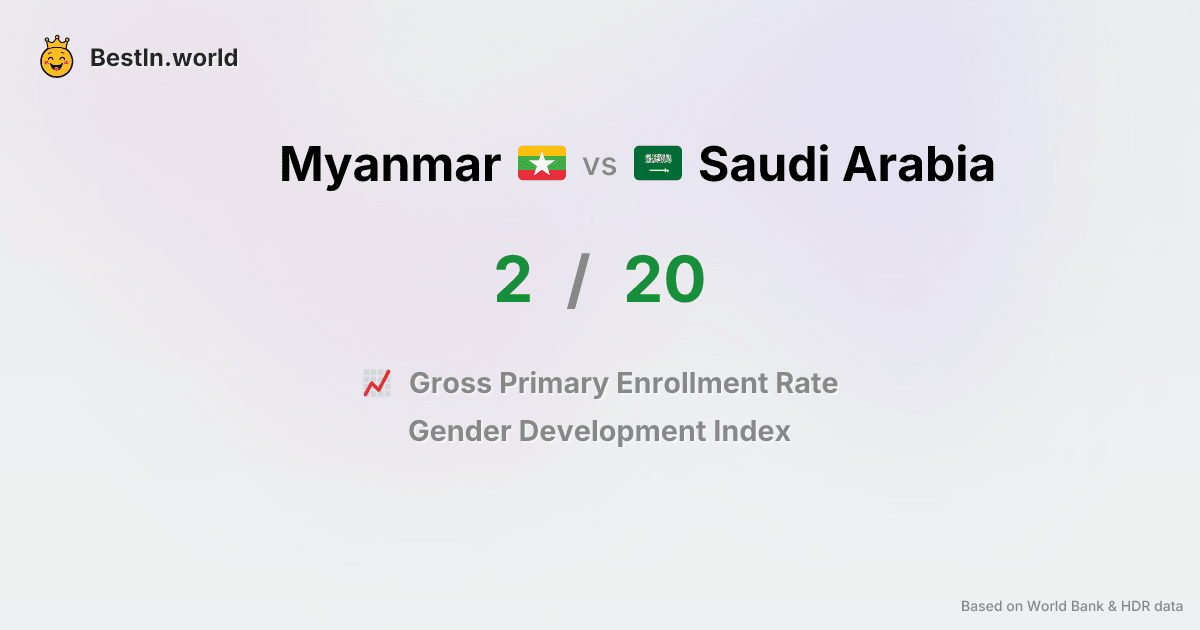 BestIn.world
Myanmar vs Saudi Arabia
2 / 20
Gross Primary Enrollment Rate
Gender Development Index
Based on World Bank & HDR data